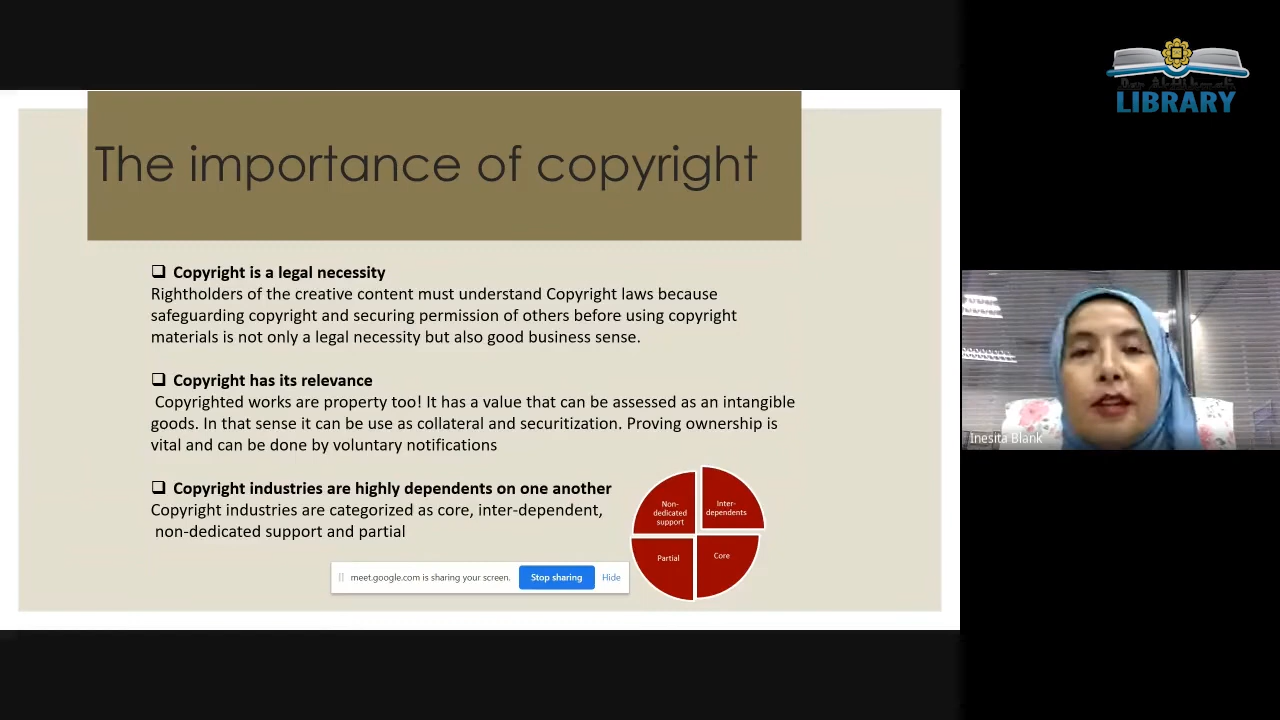 The importance of copyright
Copyright is a legal necessity
Rightholders of the creative content must understand Copyright laws because
safeguarding copyright and securing permission of others before using copyright
materials is not only a legal necessity but also good business sense.
Copyright has its relevance
Copyrighted works are property too! It has a value that can be assessed as an intangible
goods. In that sense it can be use as collateral and securitization. Proving ownership is
vital and can be done by voluntary notifications
Copyright industries are highly dependents on one another
Copyright industries are categorized as core, inter-dependent,
non-dedicated support and partial
Non-
dedicated
support
Inter-
dependents
Partial
Core
meet.google.com is sharing your screen.
Stop sharing
Hide
LIBRARY
Inesita Blank